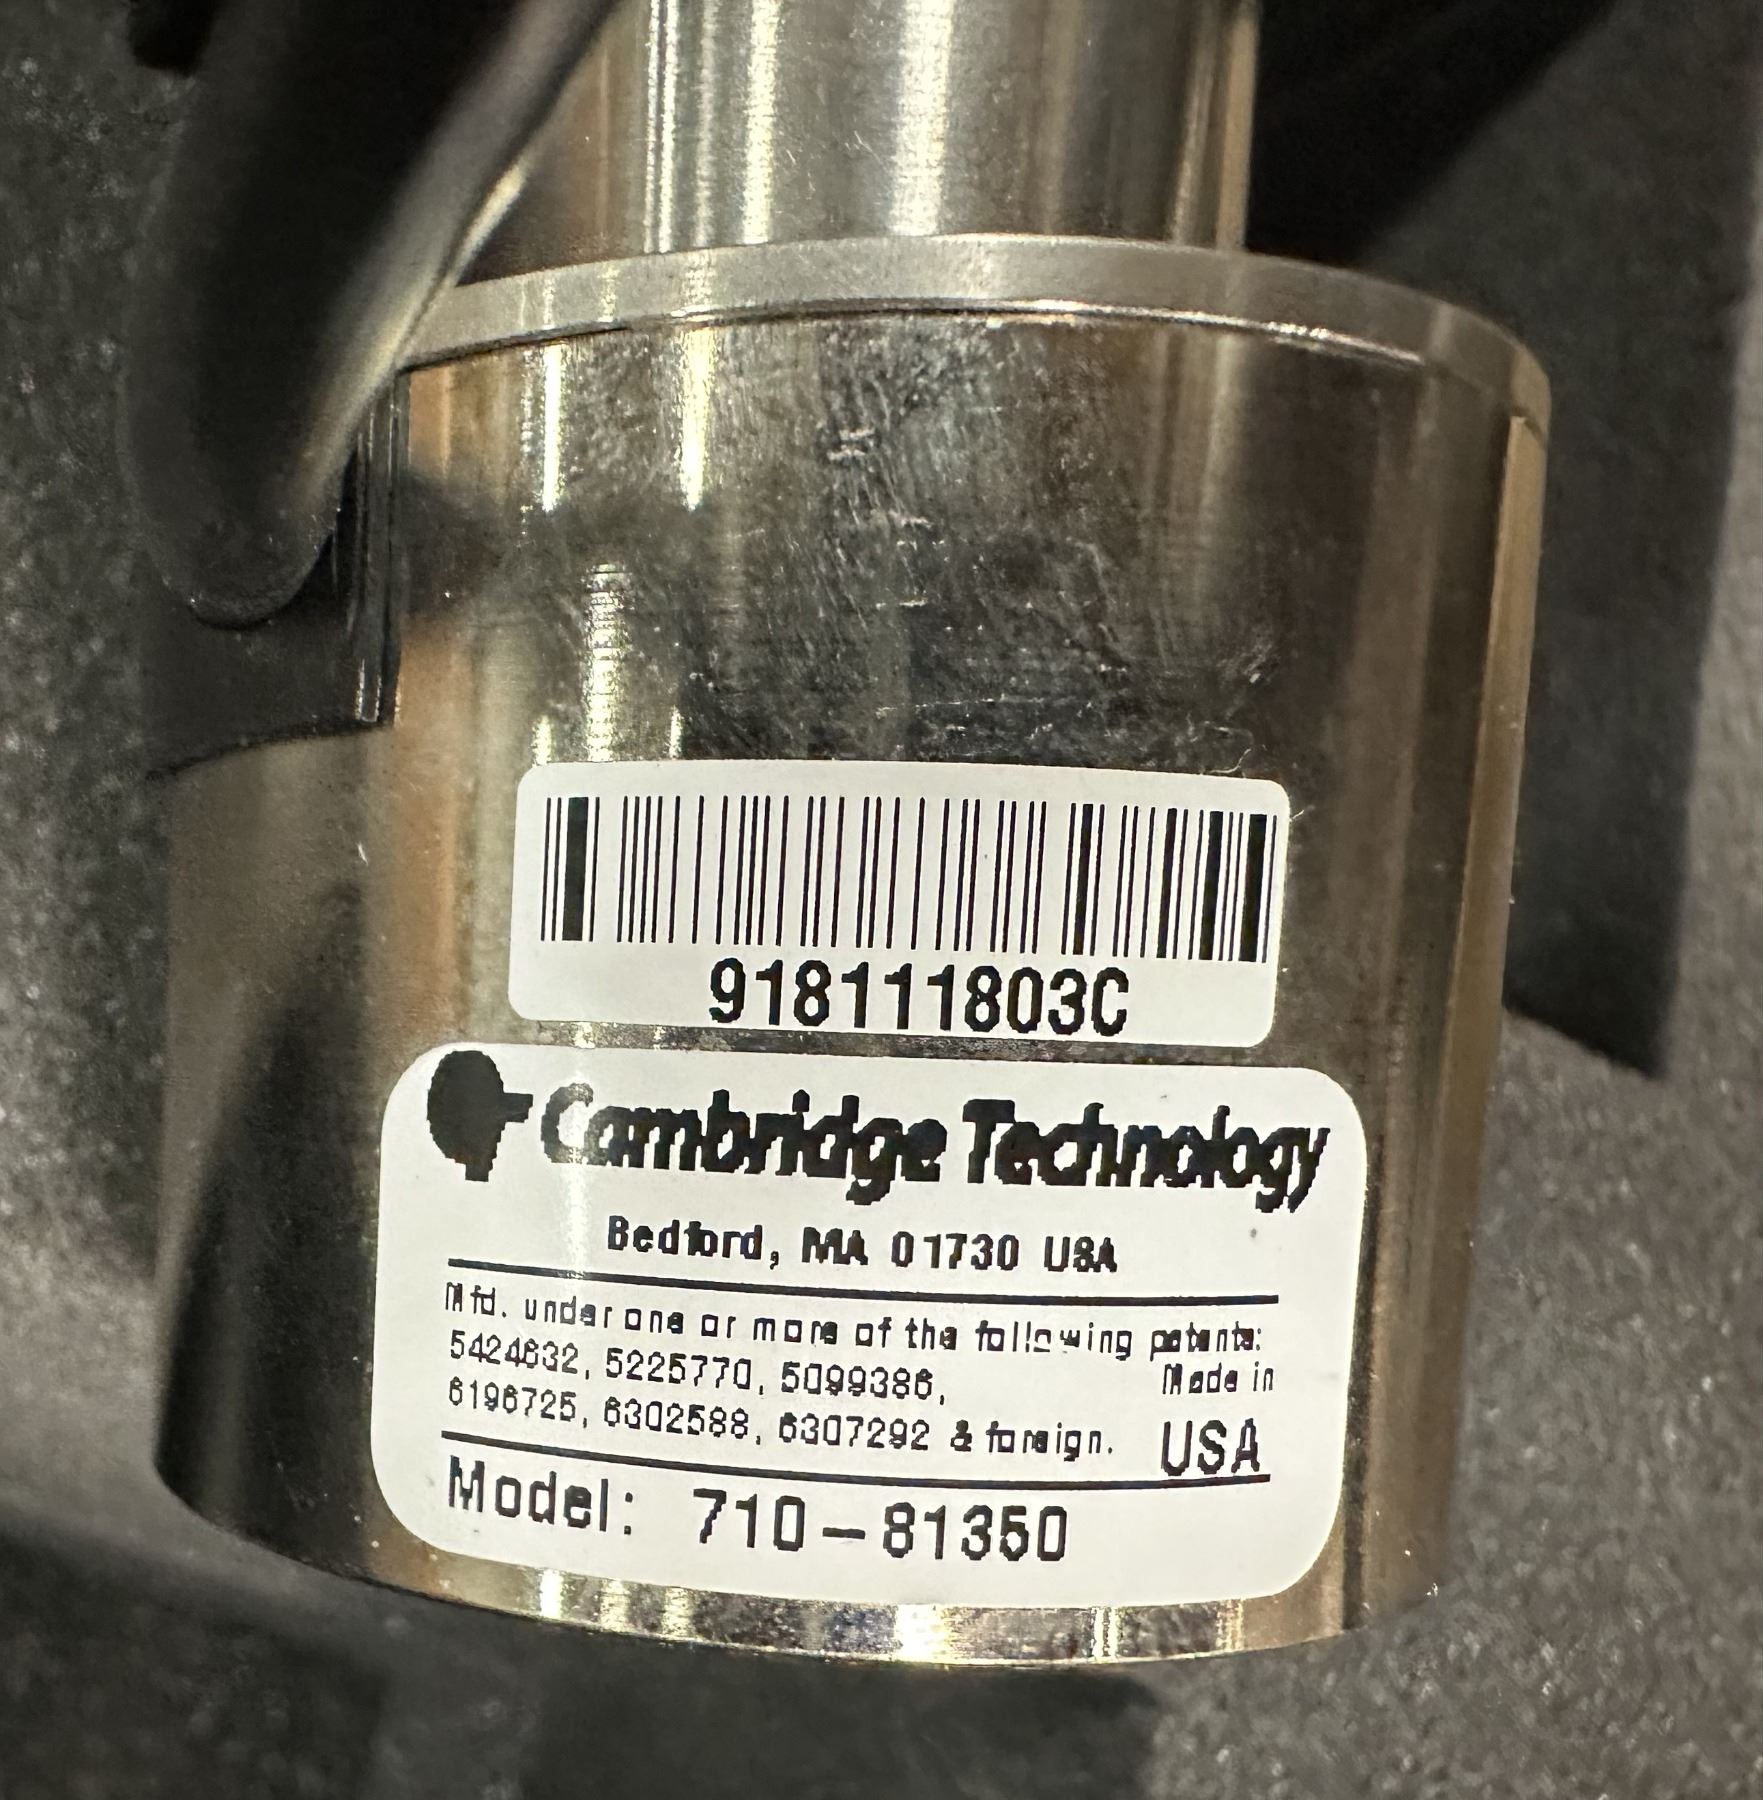 918111803C
Cambridge Technology
Bedford, MA 01730 USA
Mfd. under one or more of the following patents:
5424632, 5225770, 5099386,
Made in
6196725, 6302588, 6307292 & foreign.
USA
Model: 710-81350